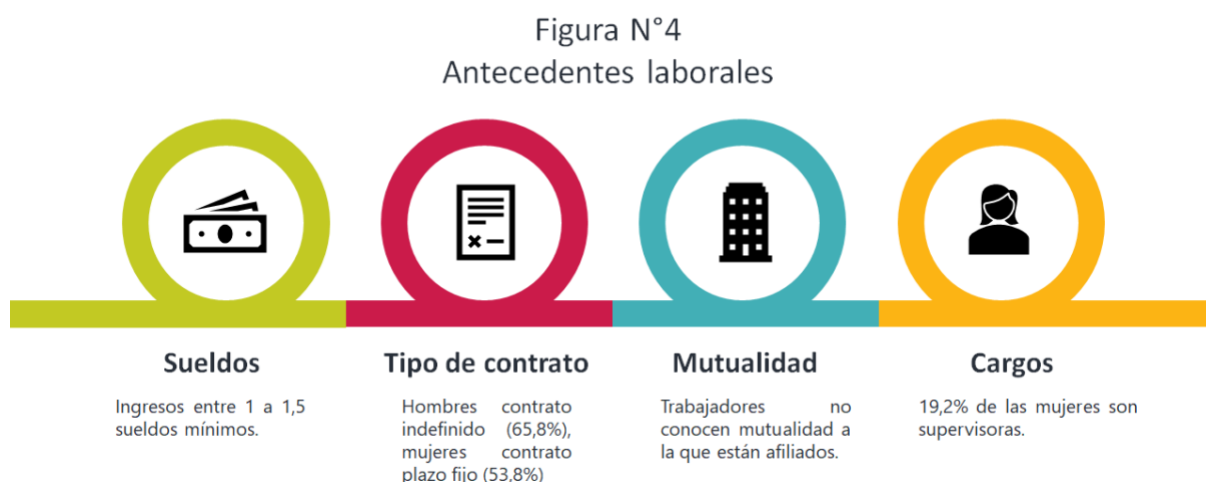 Figura N°4
Antecedentes laborales
Sueldos
Ingresos entre 1 a 1,5
sueldos mínimos.
Tipo de contrato
Hombres contrato
indefinido (65,8%),
mujeres contrato
plazo fijo (53,8%)
Mutualidad
Trabajadores no
conocen mutualidad a
la que están afiliados.
Cargos
19,2% de las mujeres son
supervisoras.